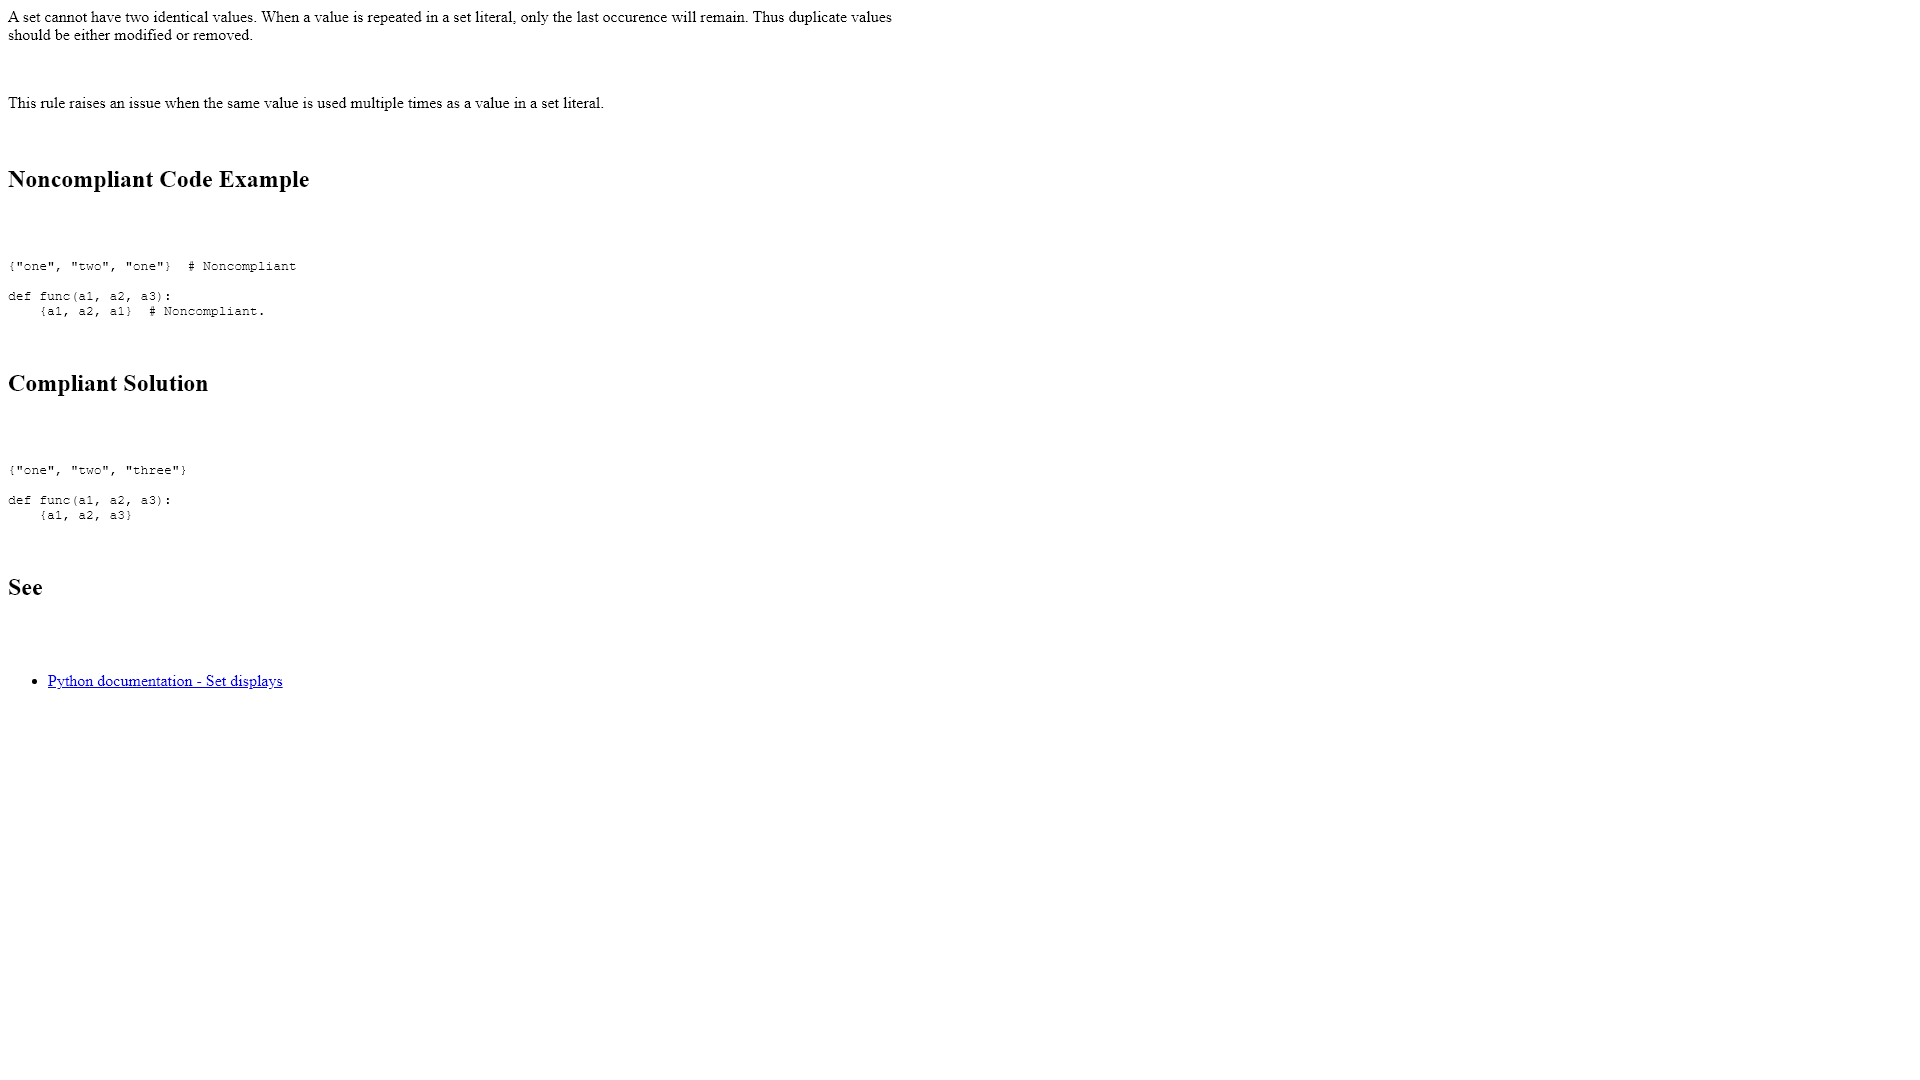 A set cannot have two identical values. When a value is repeated in a set literal, only the last occurence will remain. Thus duplicate values
should be either modified or removed.
This rule raises an issue when the same value is used multiple times as a value in a set literal.
Noncompliant Code Example
{"one", "two", "one"}  # Noncompliant
def func(a1, a2, a3):
    {a1, a2, a1}  # Noncompliant.
Compliant Solution
{"one", "two", "three"}
def func(a1, a2, a3):
    {a1, a2, a3}
See
• Python documentation - Set displays